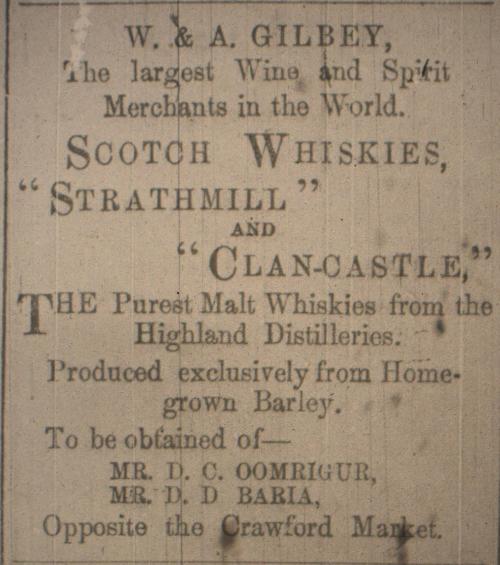 W. & A. GILBEY,
The largest Wine and Spirit
Merchants in the World.
SCOTCH WHISKIES,
“STRATHMILL”
AND
“CLAN-CASTLE,”
THE Purest Malt Whiskies from the
Highland Distilleries.
Produced exclusively from Home-
grown Barley.
To be obtained of—
MR. D. C. OOMRIGUR,
MR. D. D BARIA,
Opposite the Crawford Market.